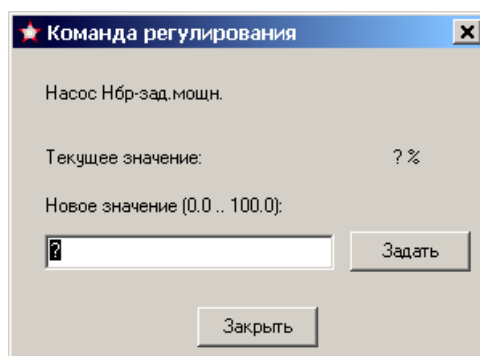 Команда регулирования
Насос Нбр-зад.мощн.
Текущее значение: ? %
Новое значение (0.0 .. 100.0):
? Задать
Закрыть